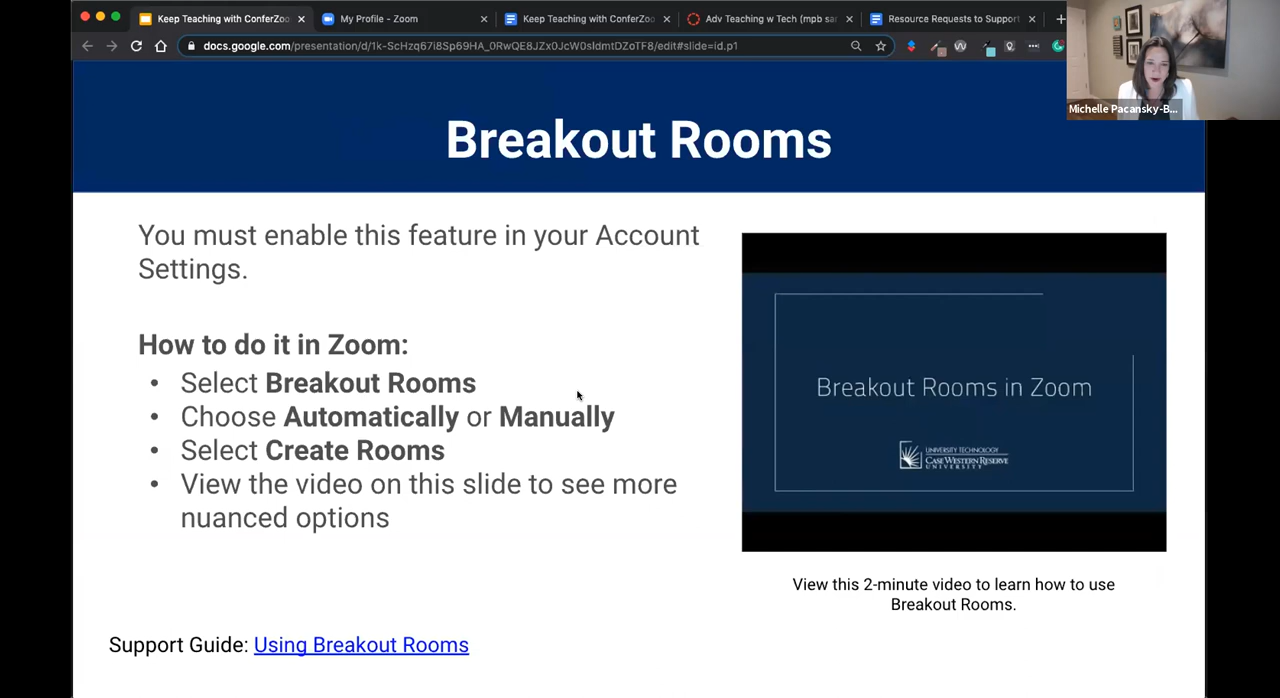 Keep Teaching with ConferZoo
My Profile - Zoom
Keep Teaching with ConferZoo
Adv Teaching w Tech (mpb sa
Resource Requests to Support
docs.google.com/presentation/d/1k-ScHzq67i8Sp69HA_0RwQE8JZx0JcW0sIdmtDZoTF8/edit#slide=id.p1
Michelle Pacansky-B...
Breakout Rooms
You must enable this feature in your Account
Settings.
How to do it in Zoom:
• Select Breakout Rooms
• Choose Automatically or Manually
• Select Create Rooms
• View the video on this slide to see more
nuanced options
Breakout Rooms in Zoom
UNIVERSITY TECHNOLOGY
CASE WESTERN RESERVE
UNIVERSITY
View this 2-minute video to learn how to use
Breakout Rooms.
Support Guide: Using Breakout Rooms